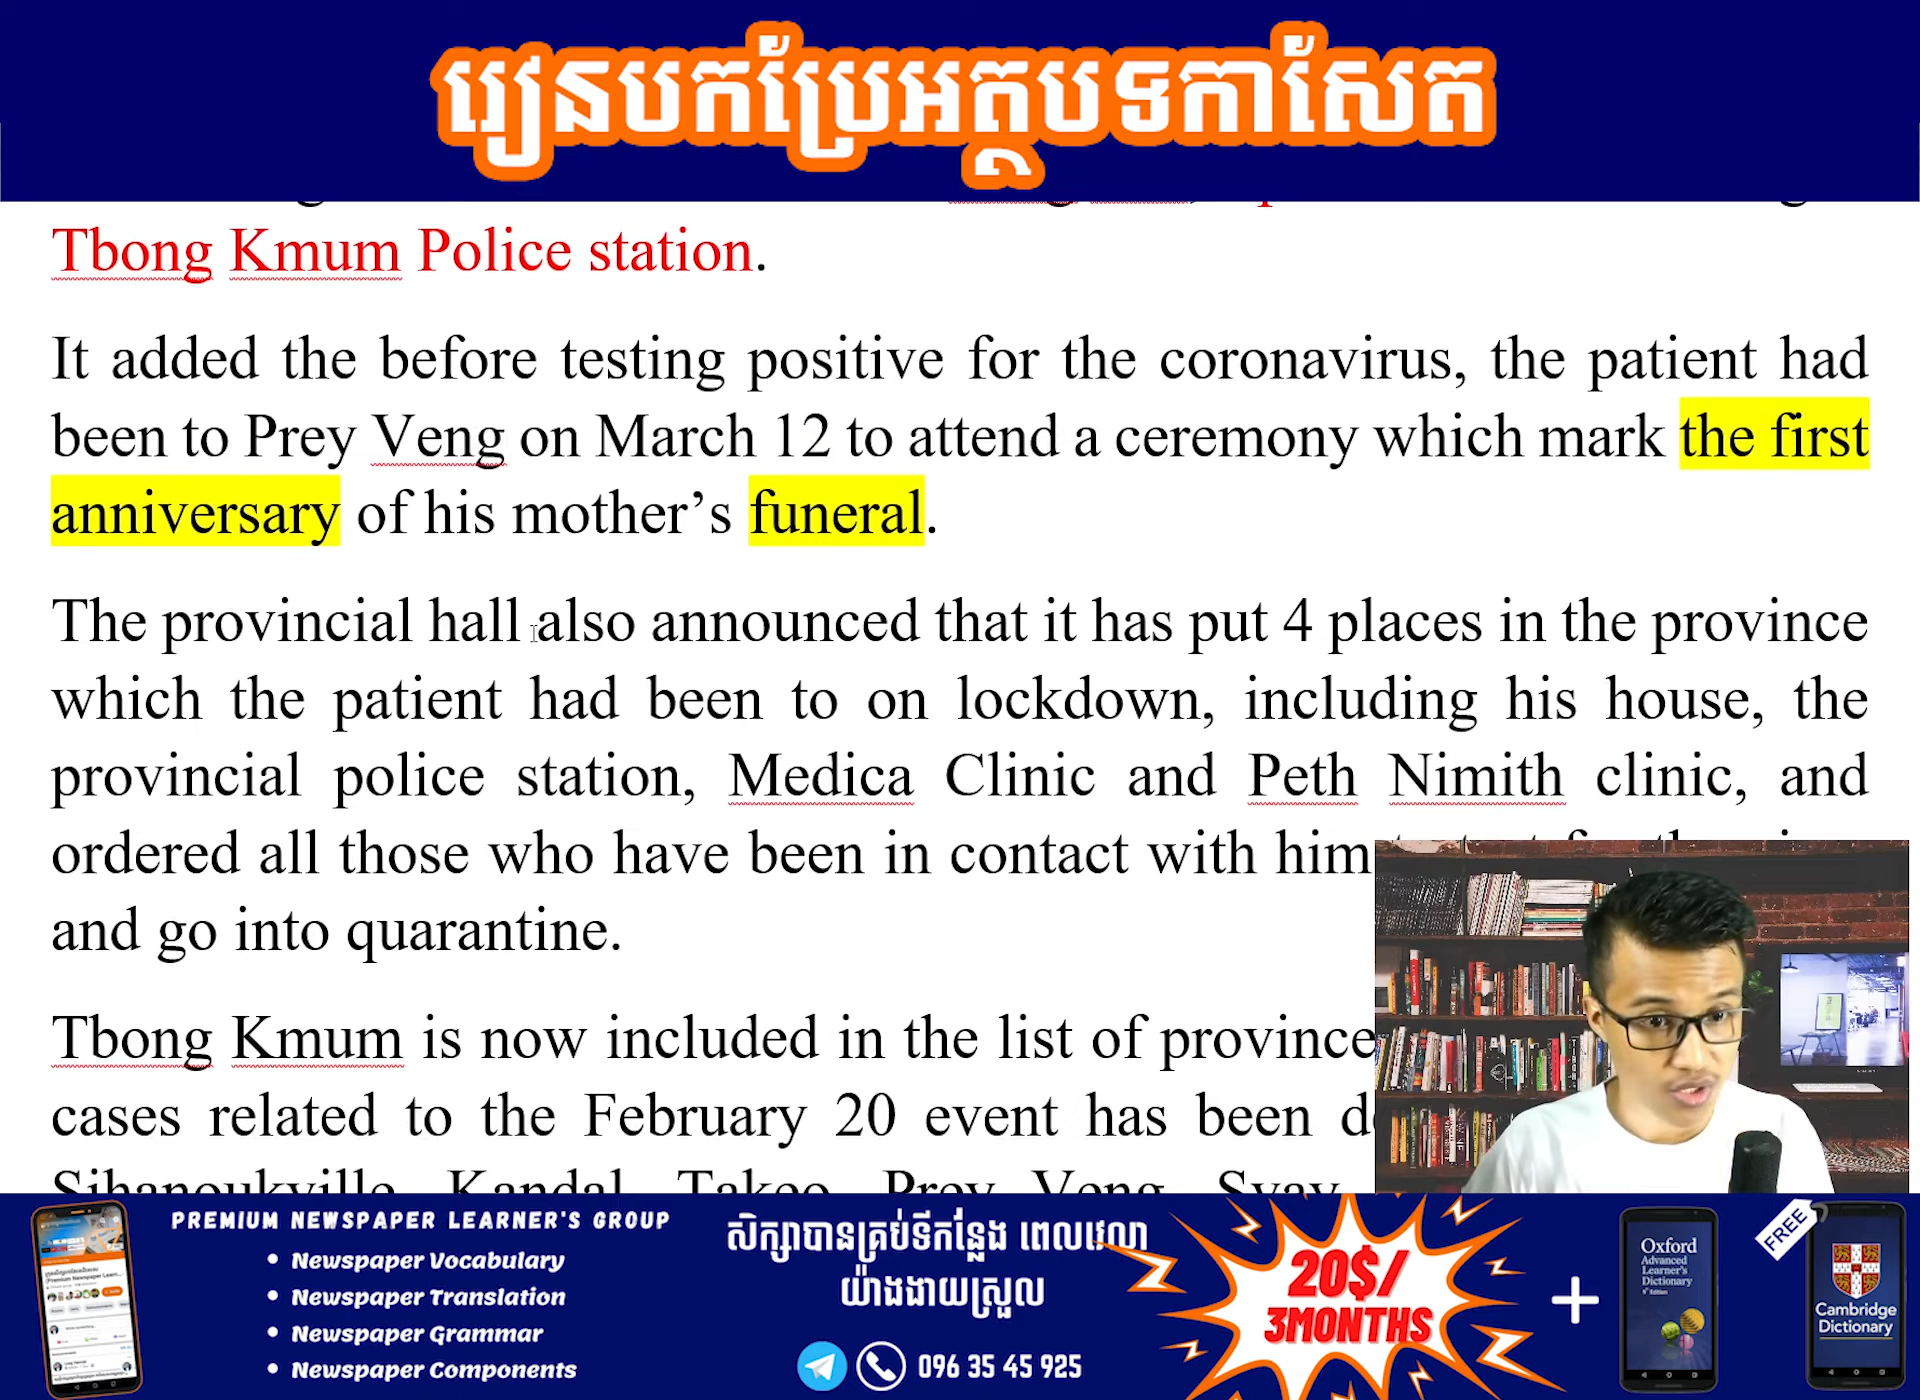 រៀនបកប្រែអត្ថបទកាសែត
Tbong Kmum Police station.
It added the before testing positive for the coronavirus, the patient had
been to Prey Veng on March 12 to attend a ceremony which mark the first
anniversary of his mother's funeral.
The provincial hall also announced that it has put 4 places in the province
which the patient had been to on lockdown, including his house, the
provincial police station, Medica Clinic and Peth Nimith clinic, and
ordered all those who have been in contact with him
and go into quarantine.
Tbong Kmum is now included in the list of province
cases related to the February 20 event has been
Sihanoukville Kandal Takeo Prey Veng Svay
PREMIUM NEWSPAPER LEARNER'S GROUP
• Newspaper Vocabulary
• Newspaper Translation
• Newspaper Grammar
• Newspaper Components
សិក្សាបានគ្រប់ទីកន្លែង ពេលវេលា
យ៉ាងងាយស្រួល
096 35 45 925
20$/
3MONTHS
+
Oxford
Advanced
Learner's
Dictionary
FREE
Cambridge
Dictionary